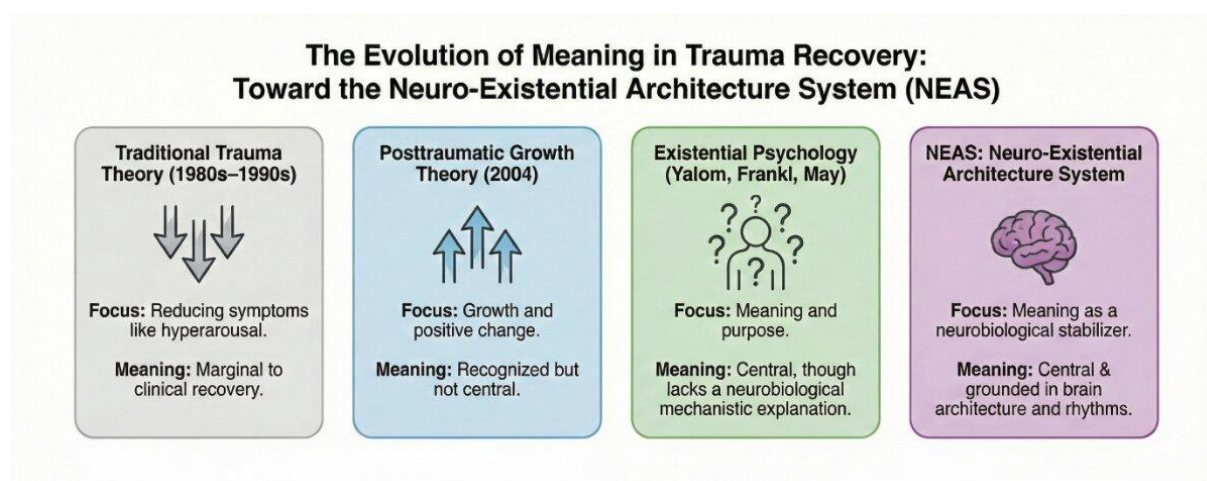 The Evolution of Meaning in Trauma Recovery:
Toward the Neuro-Existential Architecture System (NEAS)
Traditional Trauma
Theory (1980s–1990s)
Focus: Reducing symptoms
like hyperarousal.
Meaning: Marginal to
clinical recovery.
Posttraumatic Growth
Theory (2004)
Focus: Growth and
positive change.
Meaning: Recognized but
not central.
Existential Psychology
(Yalom, Frankl, May)
? ? ?
? ?
?
Focus: Meaning and
purpose.
Meaning: Central, though
lacks a neurobiological
mechanistic explanation.
NEAS: Neuro-Existential
Architecture System
Focus: Meaning as a
neurobiological stabilizer.
Meaning: Central &
grounded in brain
architecture and rhythms.